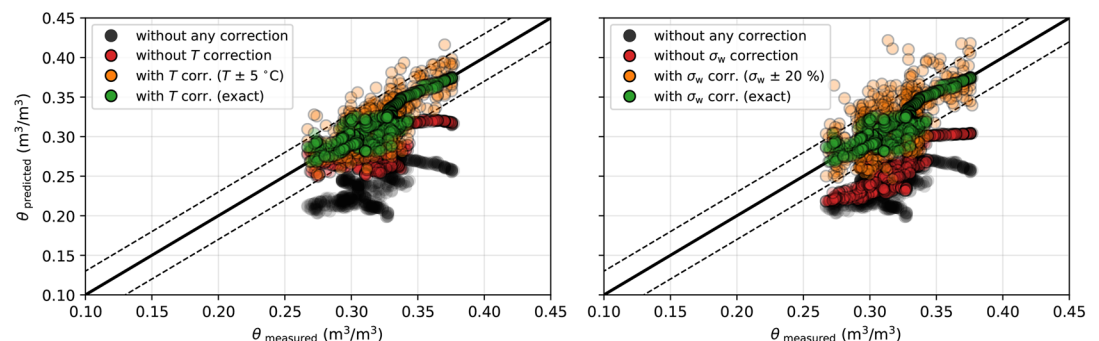 0.45
0.40
0.35
0.30
0.25
0.20
0.15
0.10
θ predicted (m³/m³)
without any correction
without T correction
with T corr. (T ± 5 °C)
with T corr. (exact)
0.10 0.15 0.20 0.25 0.30 0.35 0.40 0.45
θ measured (m³/m³)
without any correction
without σw correction
with σw corr. (σw ± 20 %)
with σw corr. (exact)
0.10 0.15 0.20 0.25 0.30 0.35 0.40 0.45
θ measured (m³/m³)